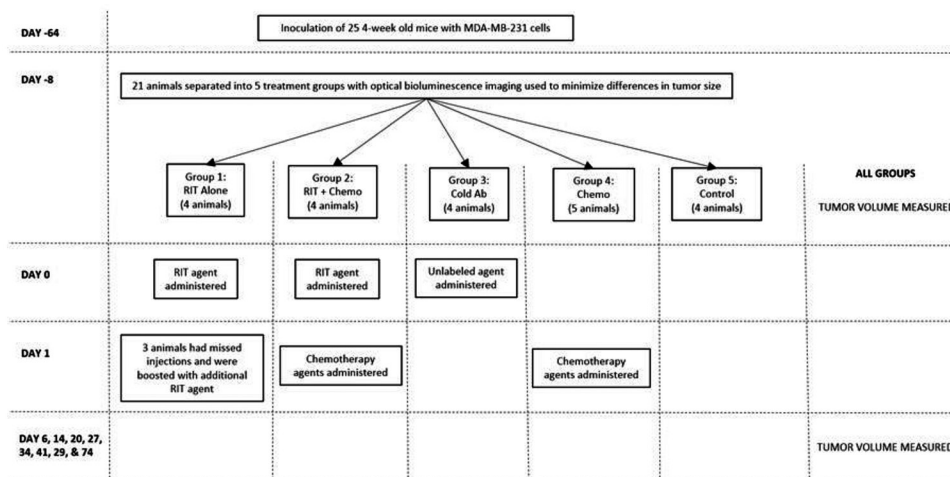 DAY -64
Inoculation of 25 4-week old mice with MDA-MB-231 cells
DAY -8
21 animals separated into 5 treatment groups with optical bioluminescence imaging used to minimize differences in tumor size
Group 1:
RIT Alone
(4 animals)
Group 2:
RIT + Chemo
(4 animals)
Group 3:
Cold Ab
(4 animals)
Group 4:
Chemo
(5 animals)
Group 5:
Control
(4 animals)
ALL GROUPS
TUMOR VOLUME MEASURED
DAY 0
RIT agent
administered
RIT agent
administered
Unlabeled agent
administered
DAY 1
3 animals had missed
injections and were
boosted with additional
RIT agent
Chemotherapy
agents administered
Chemotherapy
agents administered
DAY 6, 14, 20, 27,
34, 41, 29, & 74
TUMOR VOLUME MEASURED